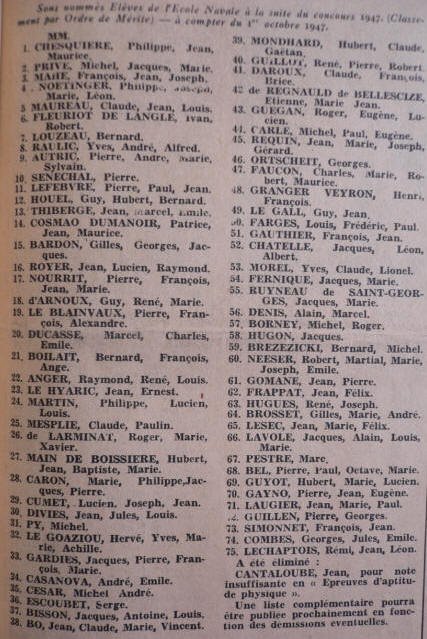 Sont nommés Elèves de l'Ecole Navale à la suite du concours 1947. (Classe-
ment par Ordre de Mérite) — à compter du 1er octobre 1947.
MM.
1. CHESQUIERE, Philippe, Jean,
Maurice.
2. PRIVE, Michel, Jacques, Marie.
3. MAHE, François, Jean, Joseph.
4. NOETINGER, Philippe, Joseph,
Marie, Léon.
5 MAUREAU, Claude, Jean, Louis.
6. FLEURIOT DE LANGLE, Ivan,
Robert.
7. LOUZEAU, Bernard.
8. RAULIC, Yves, André, Alfred.
9. AUTRIC, Pierre, André, Marie,
Sylvain.
10. SENECHAL, Pierre.
11. LEFEBVRE, Pierre, Paul, Jean.
12. HOUEL, Guy, Hubert, Bernard.
13. THIBERGE, Jean, Marcel, Emile.
14. COSMAO DUMANOIR, Patrice,
Jean, Maurice.
15. BARDON, Gilles, Georges, Jac-
ques.
16. ROYER, Jean, Lucien, Raymond.
17. NOURRIT, Pierre, François,
Jean, Marie.
18. d'ARNOUX, Guy, René, Marie.
19. LE BLAINVAUX, Pierre, Fran-
çois, Alexandre.
20. DUCASSE, Marcel, Charles,
Emile.
21. BOILAIT, Bernard, François,
Ange.
22. ANGER, Raymond, René, Louis.
23. LE HYARIC, Jean, Ernest.
24. MARTIN, Philippe, Lucien,
Louis.
25. MESPLIE, Claude, Paulin.
26. de LARMINAT, Roger, Marie,
Xavier.
27. MAIN DE BOISSIERE, Hubert,
Jean, Baptiste, Marie.
28. CARON, Marie, Philippe,Jac-
ques, Pierre.
29. CUMET, Lucien, Joseph, Jean.
30. DIVIES, Jean, Jules, Louis.
31. PY, Michel.
32. LE GOAZIOU, Hervé, Yves, Ma-
rie, Achille.
33. GARDIES, Jacques, Pierre, Fran-
çois, Marie.
34. CASANOVA, André, Emile.
35. CESAR, Michel André.
36. ESCOUBET, Serge.
37. BISSON, Jacques, Antoine, Louis.
38. BO, Jean, Claude, Marie, Vincent.
39. MONDHARD, Hubert, Claude,
Gaétan.
40. GUILLOT, René, Pierre, Robert.
41. DAROUX, Claude, François,
Brice.
42 de REGNAULD de BELLESCIZE,
Etienne, Marie Jean.
43. GUEGAN, Roger, Eugène, Lu-
cien.
44. CARLE, Michel, Paul, Eugène.
45. REQUIN, Jean, Marie, Joseph,
Gérard.
46. ORTSCHEIT, Georges.
47. FAUCON, Charles, Marie, Ro-
bert, Maurice.
48. GRANGER VEYRON, Henri,
François.
49. LE GALL, Guy, Jean.
50. FARGES, Louis, Frédéric, Paul.
51. GAUTHIER, François, Jean.
52. CHATELLE, Jacques, Léon,
Albert.
53. MOREL, Yves, Claude, Lionel.
54. FERNIQUE, Jacques, Marie.
55. RUYNEAU de SAINT-GEOR-
GES, Jacques, Marie.
56. DENIS, Alain, Marcel.
57. BORNEY, Michel, Roger.
58. HUGON, Jacques.
59. BREZEZICKI, Bernard, Michel.
60. NEESER, Robert, Martial, Marie,
Joseph, Emile.
61. GOMANE, Jean, Pierre.
62. FRAPPAT, Jean, Félix.
63. HUGUES, René, Joseph.
64. BROSSET, Gilles, Marie, André.
65. LESEC, Jean, Marie, Félix.
66. LAVOLE, Jacques, Alain, Louis,
Marie.
67. PESTRE, Marc.
68. BEL, Pierre, Paul, Octave, Marie.
69. GUYOT, Hubert, Marie, Lucien.
70. GAYNO, Pierre, Jean, Eugène.
71. LAUGIER, Jean, Marie, Paul.
72. GUILLEN, Pierre, Georges.
73. SIMONNET, François, Jean.
74. COMBES, Georges, Jules, Emile.
75. LECHAPTOIS, Rémi, Jean, Léon.
A été éliminé :
CANTALOUBE, Jean, pour note
insuffisante en « Epreuves d'aptitu-
de physique ».
Une liste complémentaire pourra
être publiée prochainement en fonc-
tion des démissions éventuelles.